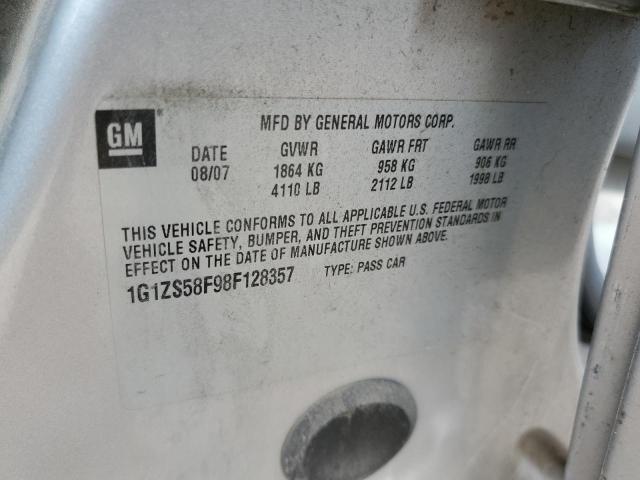 GM
MFD BY GENERAL MOTORS CORP.
DATE GVWR GAWR FRT GAWR RR
08/07 1864 KG 958 KG 906 KG
4110 LB 2112 LB 1998 LB
THIS VEHICLE CONFORMS TO ALL APPLICABLE U.S. FEDERAL MOTOR
VEHICLE SAFETY, BUMPER, AND THEFT PREVENTION STANDARDS IN
EFFECT ON THE DATE OF MANUFACTURE SHOWN ABOVE.
1G1ZS58F98F128357 TYPE: PASS CAR